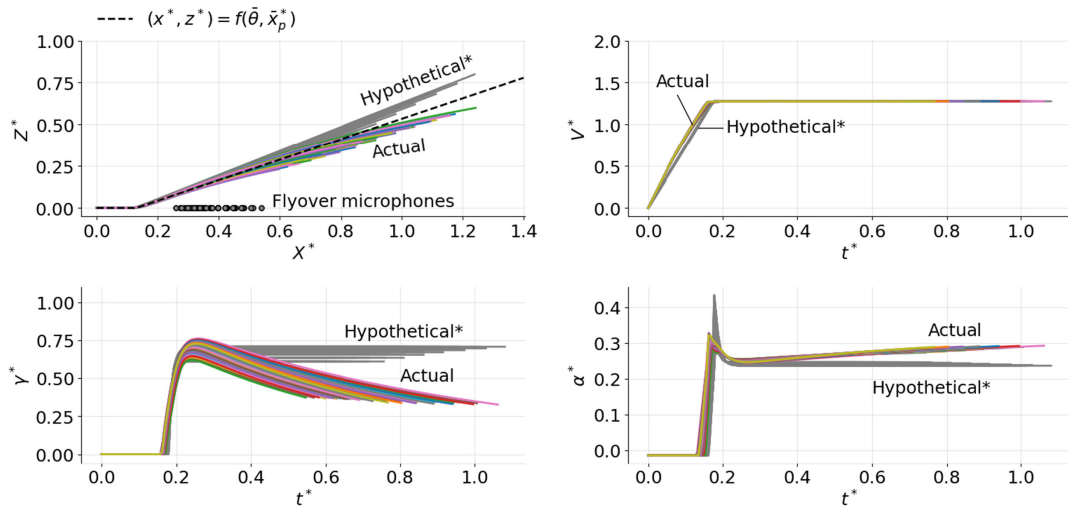 (x*, z*) = f(θ̄, x̄*ₚ)
1.00
0.75
0.50
0.25
0.00
Z*
Hypothetical*
Actual
Flyover microphones
0.0 0.2 0.4 0.6 0.8 1.0 1.2 1.4
X*
2.0
1.5
1.0
0.5
0.0
V*
Actual
Hypothetical*
0.0 0.2 0.4 0.6 0.8 1.0
t*
1.00
0.75
0.50
0.25
0.00
γ*
Hypothetical*
Actual
0.0 0.2 0.4 0.6 0.8 1.0
t*
0.4
0.3
0.2
0.1
0.0
α*
Actual
Hypothetical*
0.0 0.2 0.4 0.6 0.8 1.0
t*